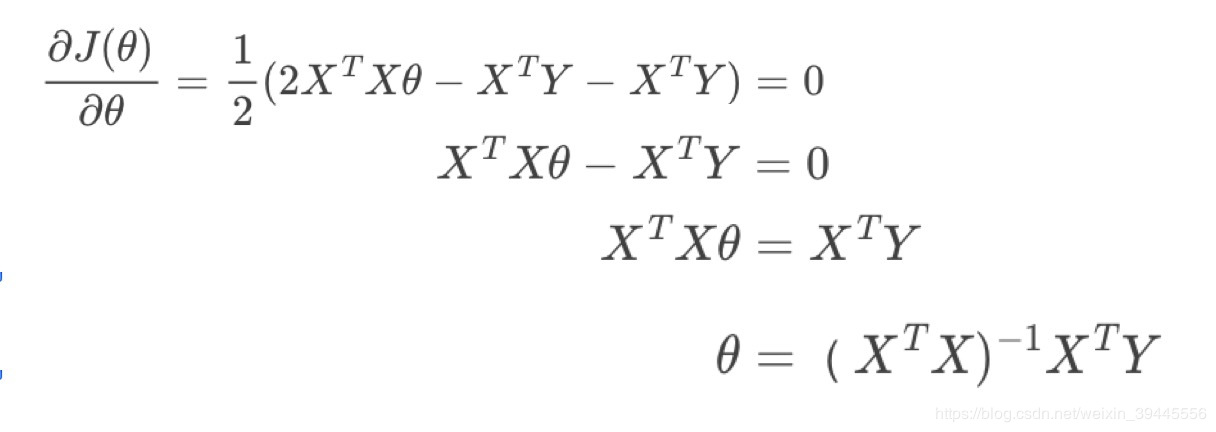 ∂J(θ)/∂θ = 1/2(2X^T Xθ − X^T Y − X^T Y) = 0
X^T Xθ − X^T Y = 0
X^T Xθ = X^T Y
θ = (X^T X)^−1 X^T Y
https://blog.csdn.net/weixin_39445556